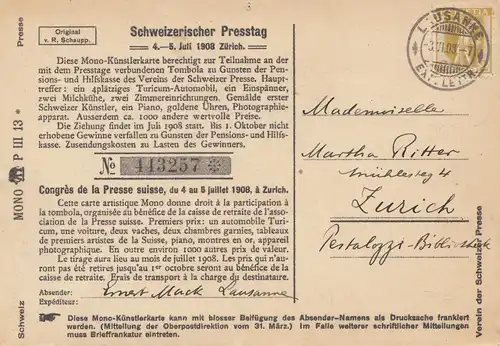 Original
v. R. Schaupp.
Schweizerischer Presstag
4.—5. Juli 1908 Zürich.
Diese Mono-Künstlerkarte berechtigt zur Teilnahme an der
mit dem Presstage verbundenen Tombola zu Gunsten der Pen-
sions- und Hilfskasse des Vereins der Schweizer Presse. Haupt-
treffer: ein 4plätziges Turicum-Automobil, ein Einspänner,
zwei Milchkühe, zwei Zimmereinrichtungen. Gemälde erster
Schweizer Künstler, ein Piano, goldene Uhren, Photographie-
apparat. Ausserdem ca. 1000 andere wertvolle Preise.
Die Ziehung findet im Juli 1908 statt. Bis 1. Oktober nicht
erhobene Gewinne verfallen zu Gunsten der Pensions- und Hilfs-
kasse. Zusendungskosten zu Lasten des Gewinners.
No 443257
Congrès de la Presse suisse, du 4 au 5 juillet 1908, à Zurich.
Cette carte artistique Mono donne droit à la participation à
la tombola, organisée au bénéfice de la caisse de retraite de l'asso-
ciation de la Presse suisse. Premiers prix: un automobile Turi-
cum, une voiture, deux vaches, deux chambres garnies, tableaux
de premiers artistes de la Suisse, piano, montres en or, appareil
photographique. En outre environ 1000 autres prix de valeur.
Le tirage aura lieu au mois de juillet 1908. Les prix qui n'au-
ront pas été retirés jusqu'au 1er octobre seront au bénéfice de la
caisse de retraite. Frais de transport à la charge du destinataire.
Absender:
Expéditeur:
Ernest Mack Lausanne
Diese Mono-Künstlerkarte kann mit blosser Beifügung des Absender-Namens als Drucksache frankiert
werden. (Mitteilung der Oberpostdirektion vom 31. März.) Im Falle weiterer schriftlicher Mitteilungen
muss Brieffrankatur eintreten.
Presse
MONO P III 13 *
Schweiz
HELVETIA
LAUSANNE
EXP. LETTR.
Mademoiselle
Martha Ritter
Mühlesteg 4
Zurich
Pestalozzi-Bibliothek
Verein der Schweizer Presse